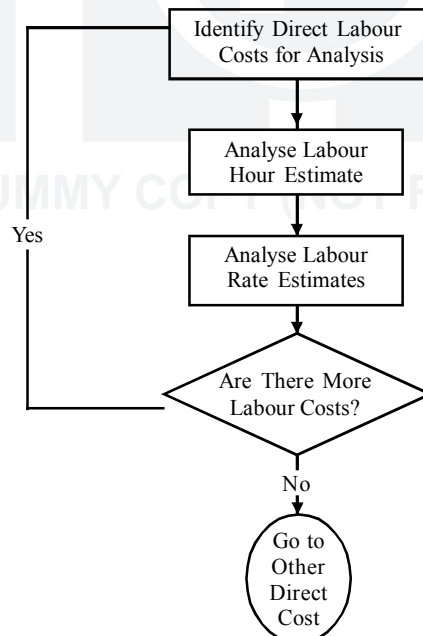 Identify Direct Labour
Costs for Analysis
Analyse Labour
Hour Estimate
Yes
Analyse Labour
Rate Estimates
Are There More
Labour Costs?
No
Go to
Other
Direct
Cost